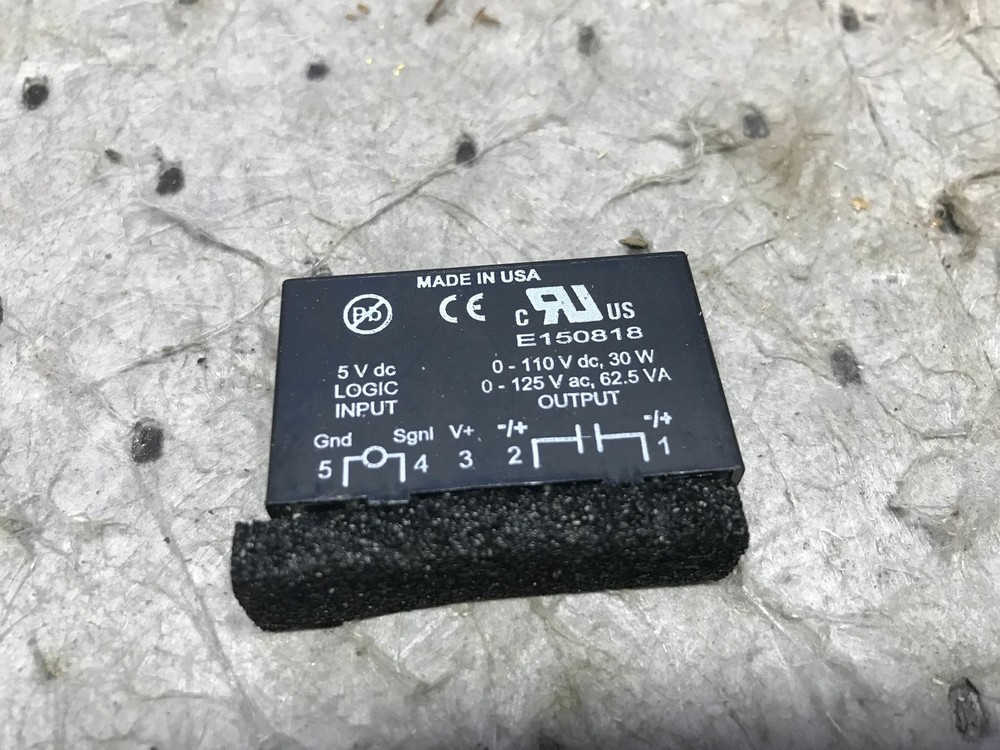 MADE IN USA
Pb
CE
C RU US
E150818
5 V dc
LOGIC
INPUT
0 - 110 V dc, 30 W
0 - 125 V ac, 62.5 VA
OUTPUT
Gnd Sgnl V+ -/+ -/+
5 4 3 2 1